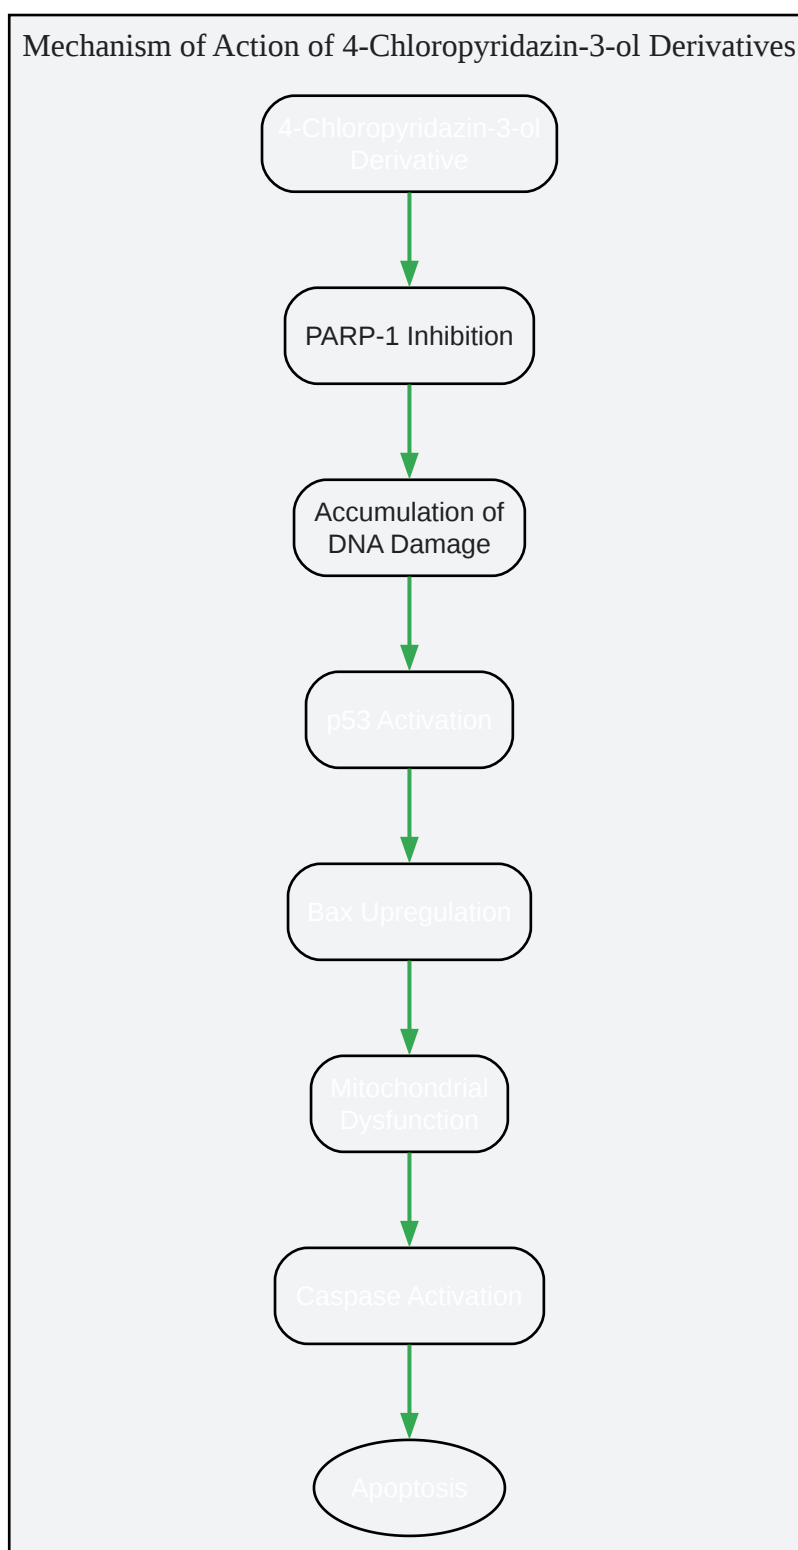 Mechanism of Action of 4-Chloropyridazin-3-ol Derivatives
4-Chloropyridazin-3-ol
Derivative
PARP-1 Inhibition
Accumulation of
DNA Damage
p53 Activation
Bax Upregulation
Mitochondrial
Dysfunction
Caspase Activation
Apoptosis